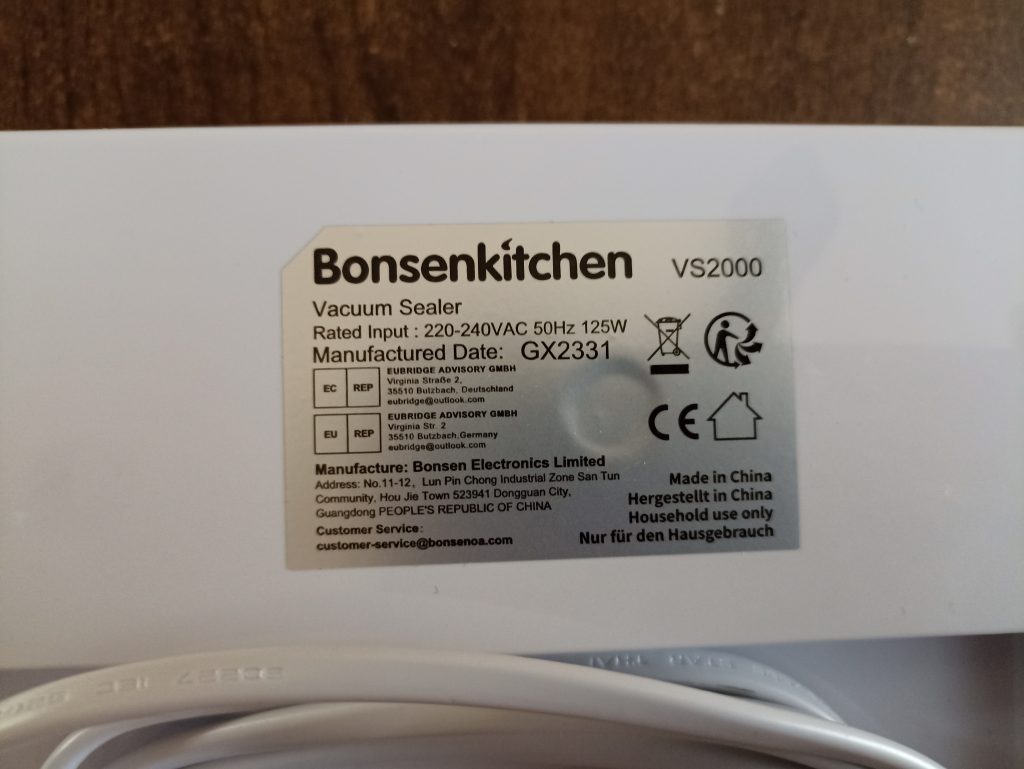 Bonsenkitchen VS2000
Vacuum Sealer
Rated Input : 220-240VAC 50Hz 125W
Manufactured Date: GX2331
EC REP
EUBRIDGE ADVISORY GMBH
Virginia Straße 2,
35510 Butzbach, Deutschland
eubridge@outlook.com
EU REP
EUBRIDGE ADVISORY GMBH
Virginia Str. 2
35510 Butzbach,Germany
eubridge@outlook.com
CE
Manufacture: Bonsen Electronics Limited
Address: No.11-12, Lun Pin Chong Industrial Zone San Tun
Community, Hou Jie Town 523941 Dongguan City,
Guangdong PEOPLE'S REPUBLIC OF CHINA
Customer Service:
customer-service@bonsenoa.com
Made in China
Hergestellt in China
Household use only
Nur für den Hausgebrauch